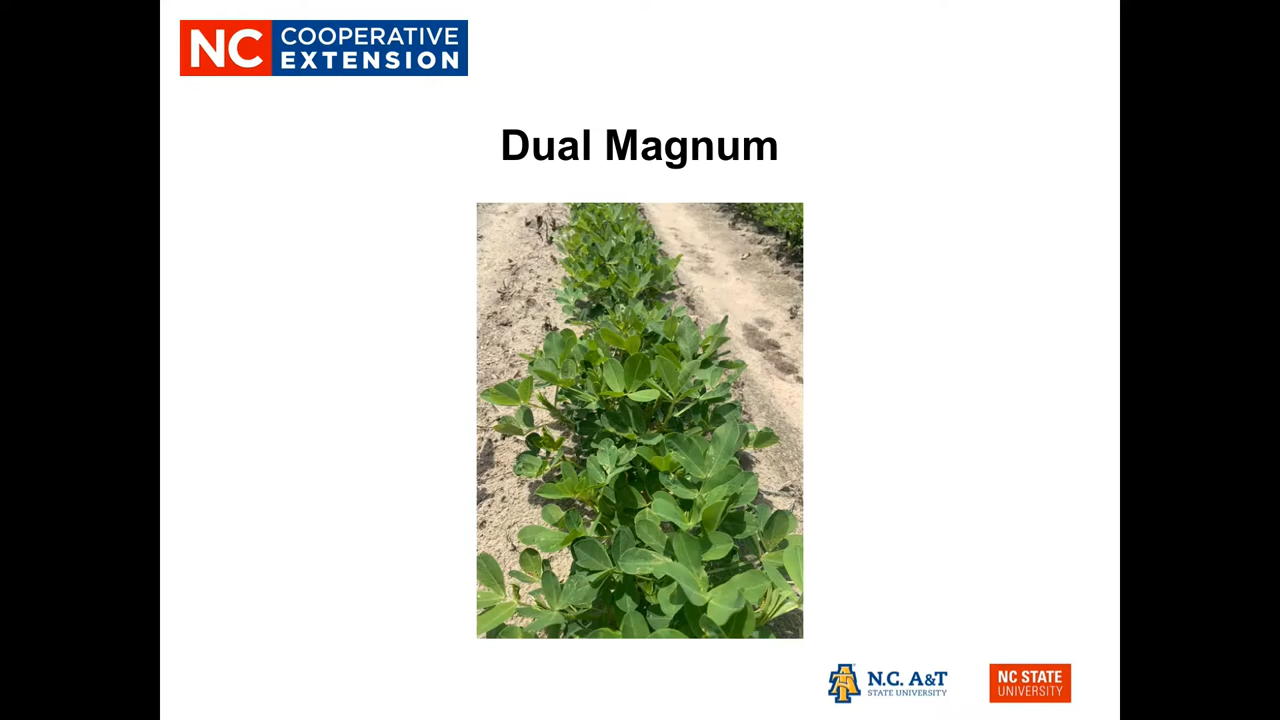 NC COOPERATIVE
EXTENSION
Dual Magnum
N.C. A&T
STATE UNIVERSITY
NC STATE
UNIVERSITY